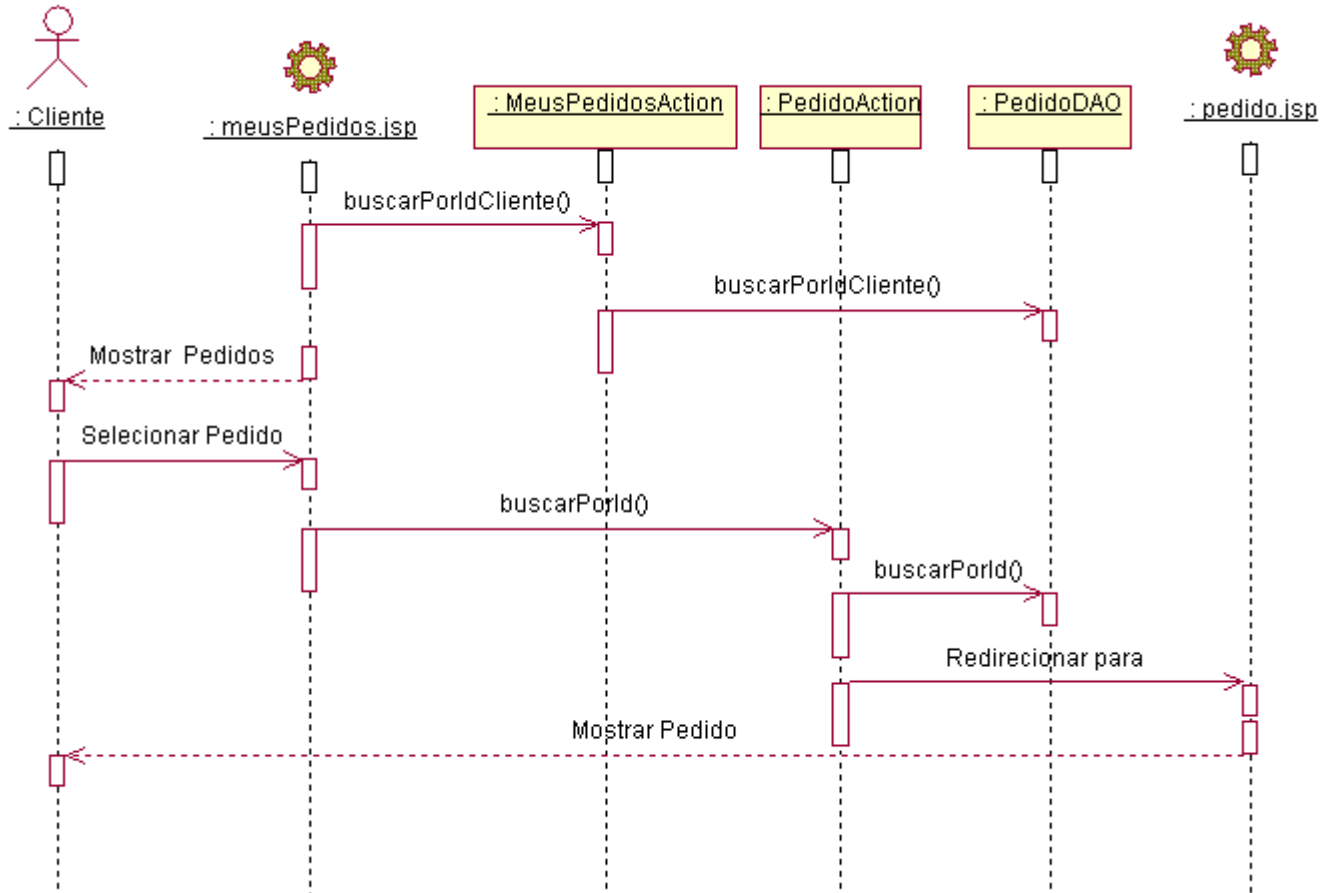 : Cliente
: meusPedidos.jsp
: MeusPedidosAction
: PedidoAction
: PedidoDAO
: pedido.jsp
buscarPorIdCliente()
buscarPorIdCliente()
Mostrar Pedidos
Selecionar Pedido
buscarPorId()
buscarPorId()
Redirecionar para
Mostrar Pedido